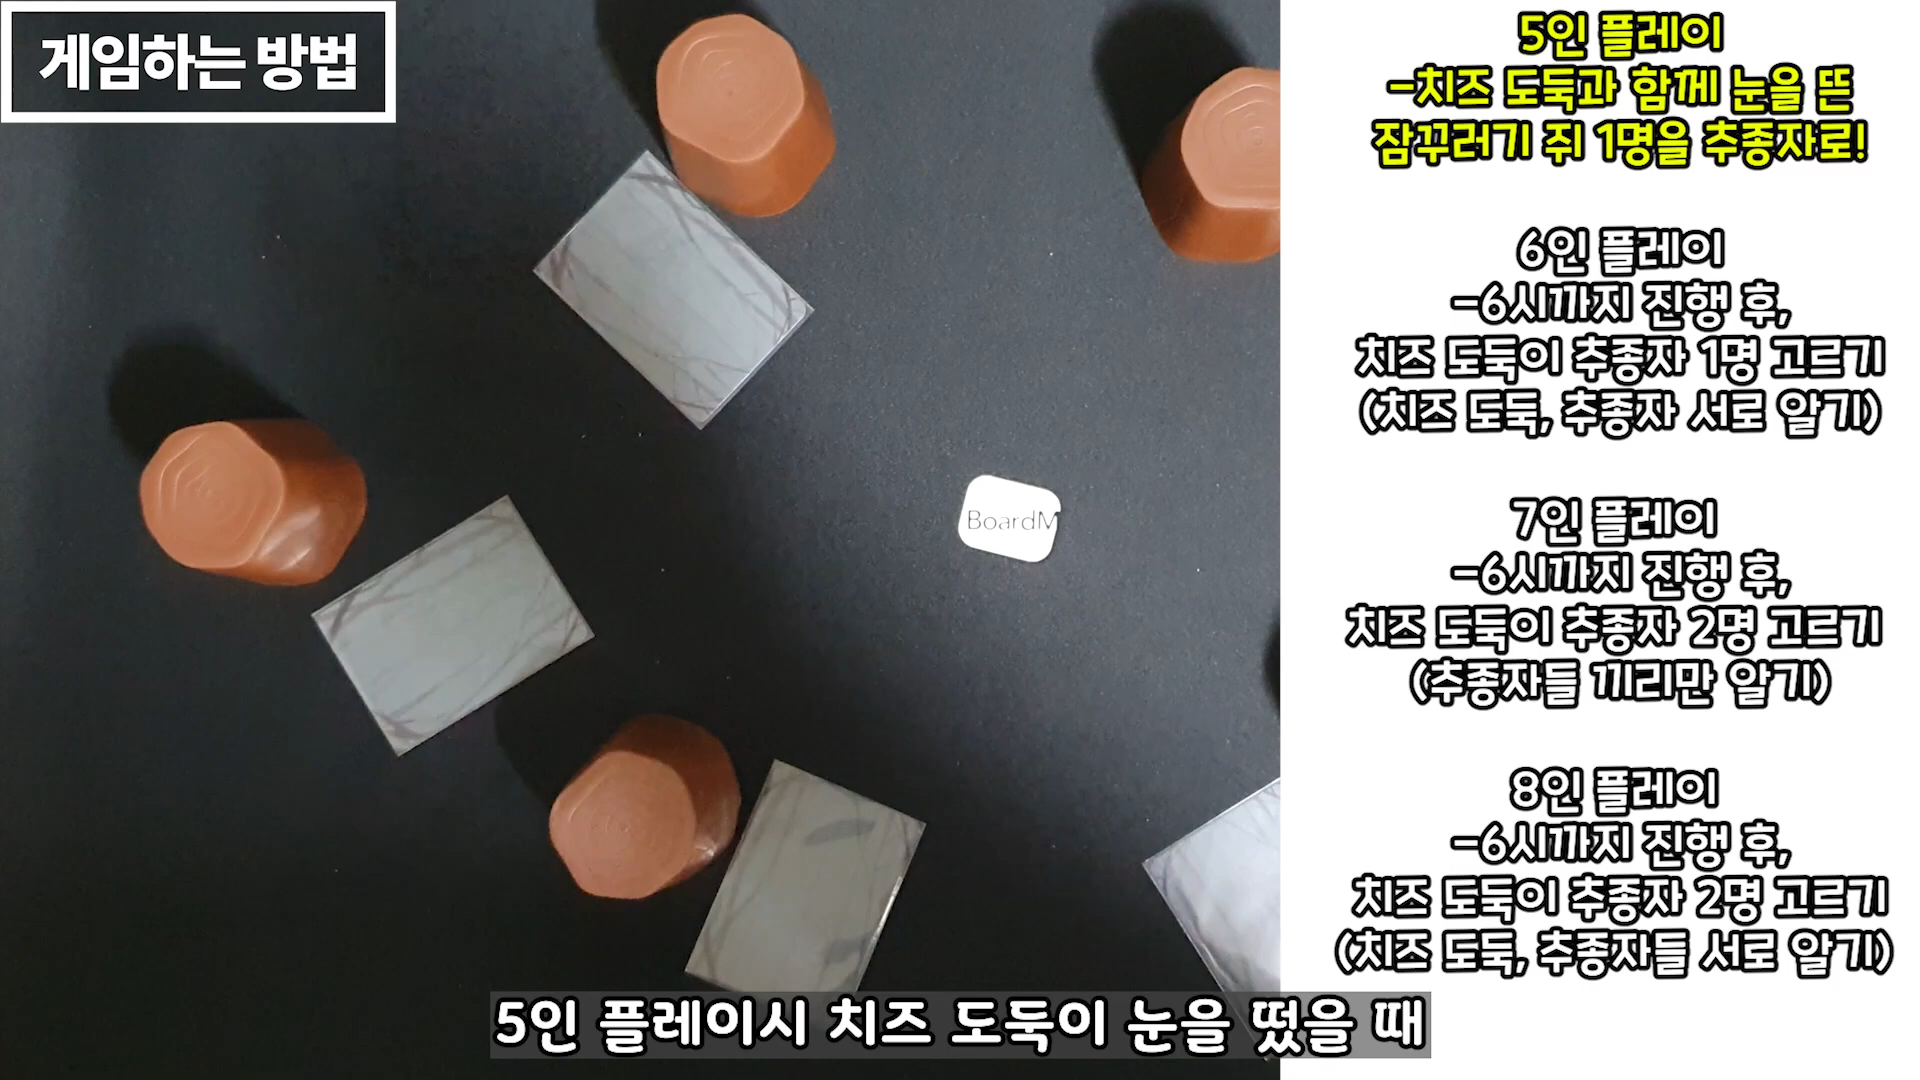 게임하는 방법
5인 플레이
-치즈 도둑과 함께 눈을 뜬
잠꾸러기 쥐 1명을 추종자로!
6인 플레이
-6시까지 진행 후,
치즈 도둑이 추종자 1명 고르기
(치즈 도둑, 추종자 서로 알기)
7인 플레이
-6시까지 진행 후,
치즈 도둑이 추종자 2명 고르기
(추종자들 끼리만 알기)
8인 플레이
-6시까지 진행 후,
치즈 도둑이 추종자 2명 고르기
(치즈 도둑, 추종자들 서로 알기)
BoardM
5인 플레이시 치즈 도둑이 눈을 떴을 때